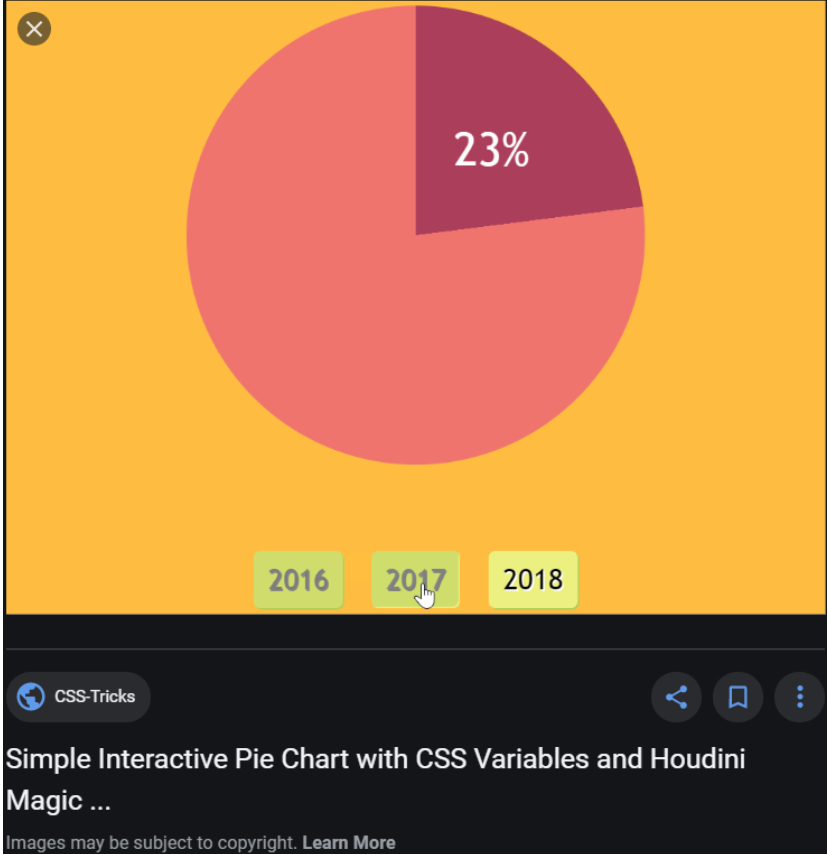 23%
2016 2017 2018
CSS-Tricks
Simple Interactive Pie Chart with CSS Variables and Houdini
Magic ...
Images may be subject to copyright. Learn More